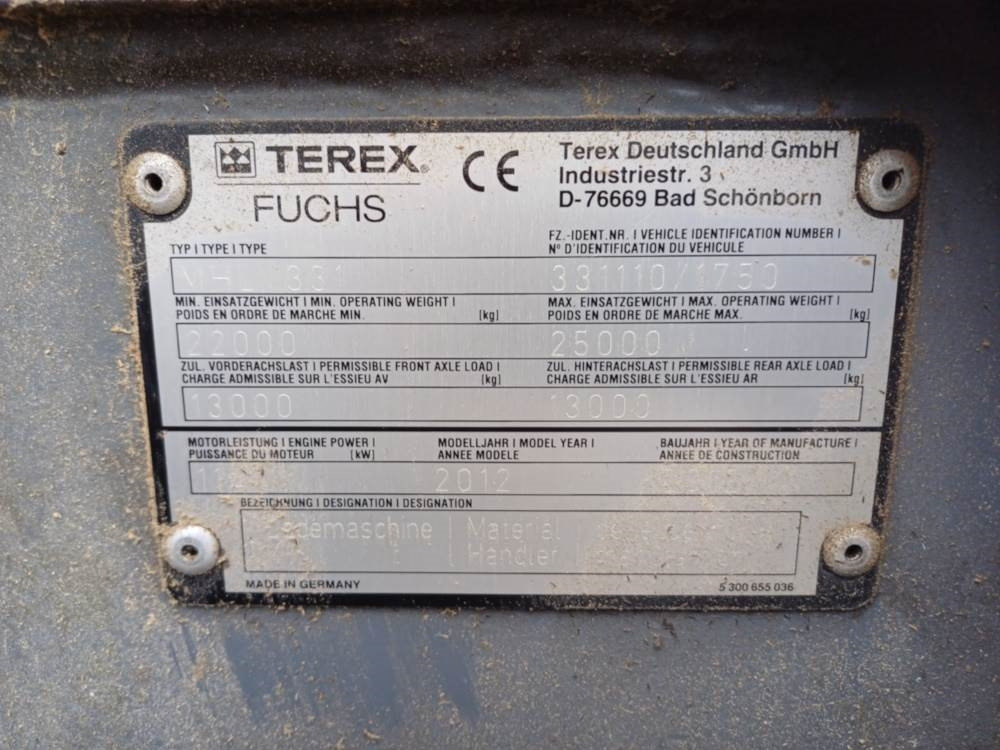 TEREX®
FUCHS
CE
Terex Deutschland GmbH
Industriestr. 3
D-76669 Bad Schönborn
TYP | TYPE | TYPE
FZ.-IDENT.NR. | VEHICLE IDENTIFICATION NUMBER |
N° D'IDENTIFICATION DU VEHICULE
331
331110/1750
MIN. EINSATZGEWICHT | MIN. OPERATING WEIGHT |
POIDS EN ORDRE DE MARCHE MIN. [kg]
MAX. EINSATZGEWICHT | MAX. OPERATING WEIGHT |
POIDS EN ORDRE DE MARCHE MAX. [kg]
22000
25000
ZUL. VORDERACHSLAST | PERMISSIBLE FRONT AXLE LOAD |
CHARGE ADMISSIBLE SUR L'ESSIEU AV [kg]
ZUL. HINTERACHSLAST | PERMISSIBLE REAR AXLE LOAD |
CHARGE ADMISSIBLE SUR L'ESSIEU AR [kg]
13000
13000
MOTORLEISTUNG | ENGINE POWER |
PUISSANCE DU MOTEUR [kW]
MODELLJAHR | MODEL YEAR |
ANNEE MODELE
BAUJAHR | YEAR OF MANUFACTURE |
ANNEE DE CONSTRUCTION
2012
BEZEICHNUNG | DESIGNATION | DESIGNATION
Lademaschine | Material
Handler
MADE IN GERMANY
5 300 655 036